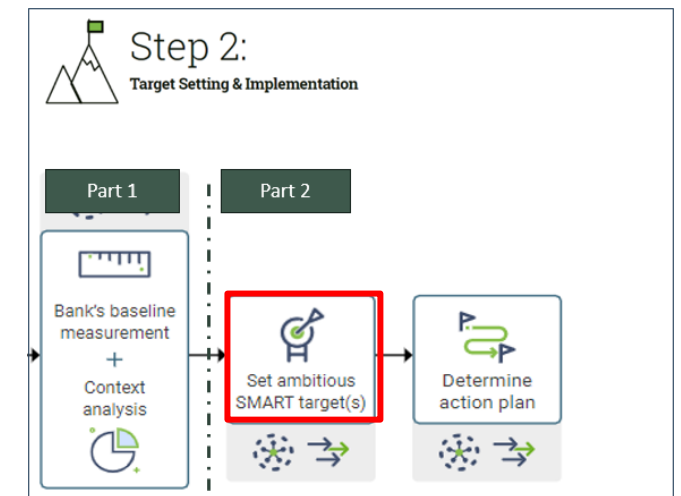 Step 2:
Target Setting & Implementation
Part 1
Part 2
Bank's baseline
measurement
+
Context
analysis
Set ambitious
SMART target(s)
Determine
action plan